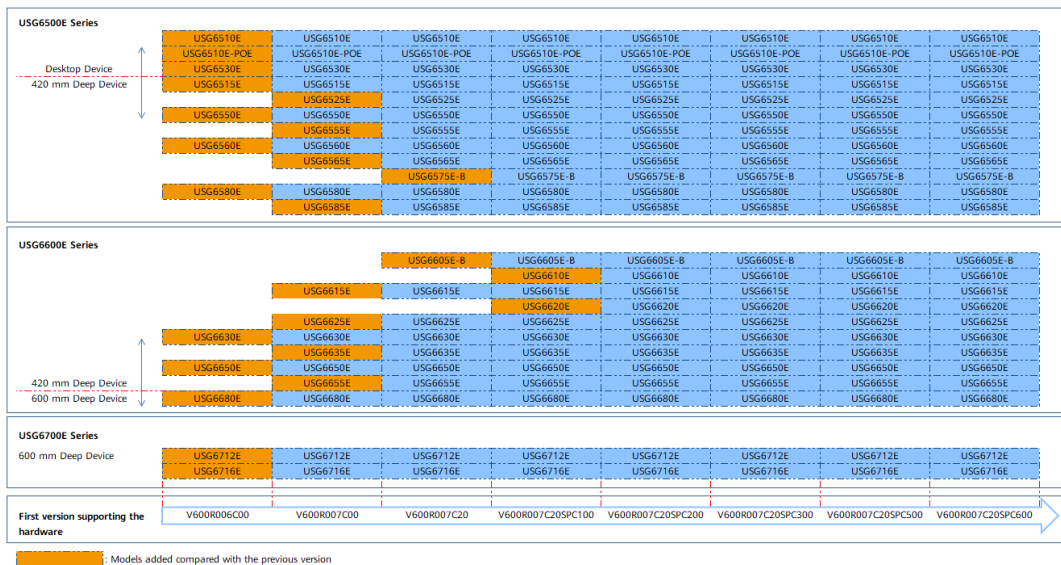 USG6500E Series
USG6510E USG6510E USG6510E USG6510E USG6510E USG6510E USG6510E USG6510E
USG6510E-POE USG6510E-POE USG6510E-POE USG6510E-POE USG6510E-POE USG6510E-POE USG6510E-POE USG6510E-POE
Desktop Device USG6530E USG6530E USG6530E USG6530E USG6530E USG6530E USG6530E USG6530E
420 mm Deep Device USG6515E USG6515E USG6515E USG6515E USG6515E USG6515E USG6515E USG6515E
USG6525E USG6525E USG6525E USG6525E USG6525E USG6525E USG6525E
USG6550E USG6550E USG6550E USG6550E USG6550E USG6550E USG6550E USG6550E
USG6555E USG6555E USG6555E USG6555E USG6555E USG6555E USG6555E
USG6560E USG6560E USG6560E USG6560E USG6560E USG6560E USG6560E USG6560E
USG6565E USG6565E USG6565E USG6565E USG6565E USG6565E USG6565E
USG6575E-B USG6575E-B USG6575E-B USG6575E-B USG6575E-B USG6575E-B
USG6580E USG6580E USG6580E USG6580E USG6580E USG6580E USG6580E USG6580E
USG6585E USG6585E USG6585E USG6585E USG6585E USG6585E USG6585E
USG6600E Series
USG6605E-B USG6605E-B USG6605E-B USG6605E-B USG6605E-B USG6605E-B
USG6610E USG6610E USG6610E USG6610E USG6610E
USG6615E USG6615E USG6615E USG6615E USG6615E USG6615E USG6615E
USG6620E USG6620E USG6620E USG6620E USG6620E
USG6625E USG6625E USG6625E USG6625E USG6625E USG6625E USG6625E
USG6630E USG6630E USG6630E USG6630E USG6630E USG6630E USG6630E USG6630E
USG6635E USG6635E USG6635E USG6635E USG6635E USG6635E USG6635E
USG6650E USG6650E USG6650E USG6650E USG6650E USG6650E USG6650E USG6650E
420 mm Deep Device USG6655E USG6655E USG6655E USG6655E USG6655E USG6655E USG6655E
600 mm Deep Device USG6680E USG6680E USG6680E USG6680E USG6680E USG6680E USG6680E USG6680E
USG6700E Series
600 mm Deep Device USG6712E USG6712E USG6712E USG6712E USG6712E USG6712E USG6712E USG6712E
USG6716E USG6716E USG6716E USG6716E USG6716E USG6716E USG6716E USG6716E
First version supporting the
hardware
V600R006C00 V600R007C00 V600R007C20 V600R007C20SPC100 V600R007C20SPC200 V600R007C20SPC300 V600R007C20SPC500 V600R007C20SPC600
: Models added compared with the previous version